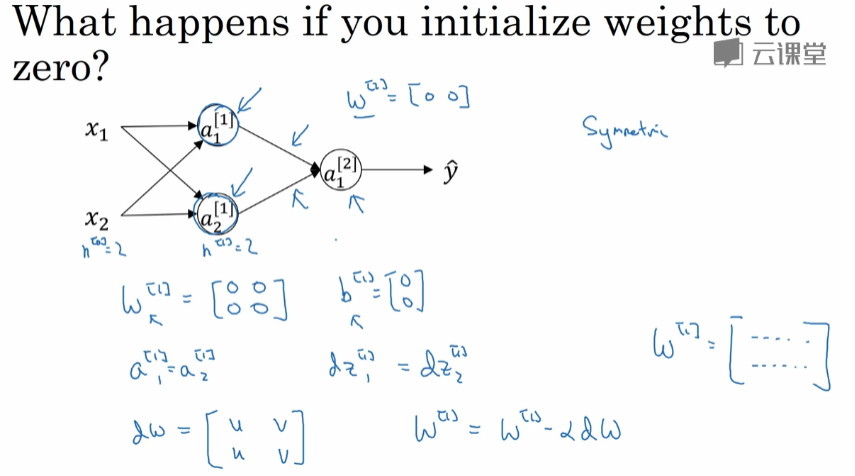 What happens if you initialize weights to
zero?
云课堂
w^[2] = [0 0]
Symmetric
x₁ a₁^[1]
a₁^[2] ŷ
x₂ a₂^[1]
n^[0]=2 n^[1]=2
W^[1] = [0 0
0 0] b^[1] = [0
0]
W^[1] = [----- -----]
a₁^[1] = a₂^[1] dz₁^[1] = dz₂^[1]
dW = [u v
u v] W^[1] = W^[1] - αdW